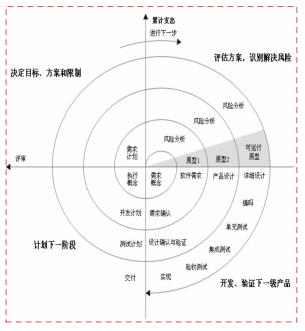 累计支出
进行下一步
决定目标、方案和限制
评估方案，识别解决风险
风险分析
风险分析
风险分析
可运行
原型
需求
计划
原型1
原型2
评审
执行
概念
需求
概念
软件需求
产品设计
详细设计
编码
开发计划
需求确认
单元测试
计划下一阶段
测试计划
设计确认与验证
集成测试
验收测试
交付
实现
开发、验证下一级产品